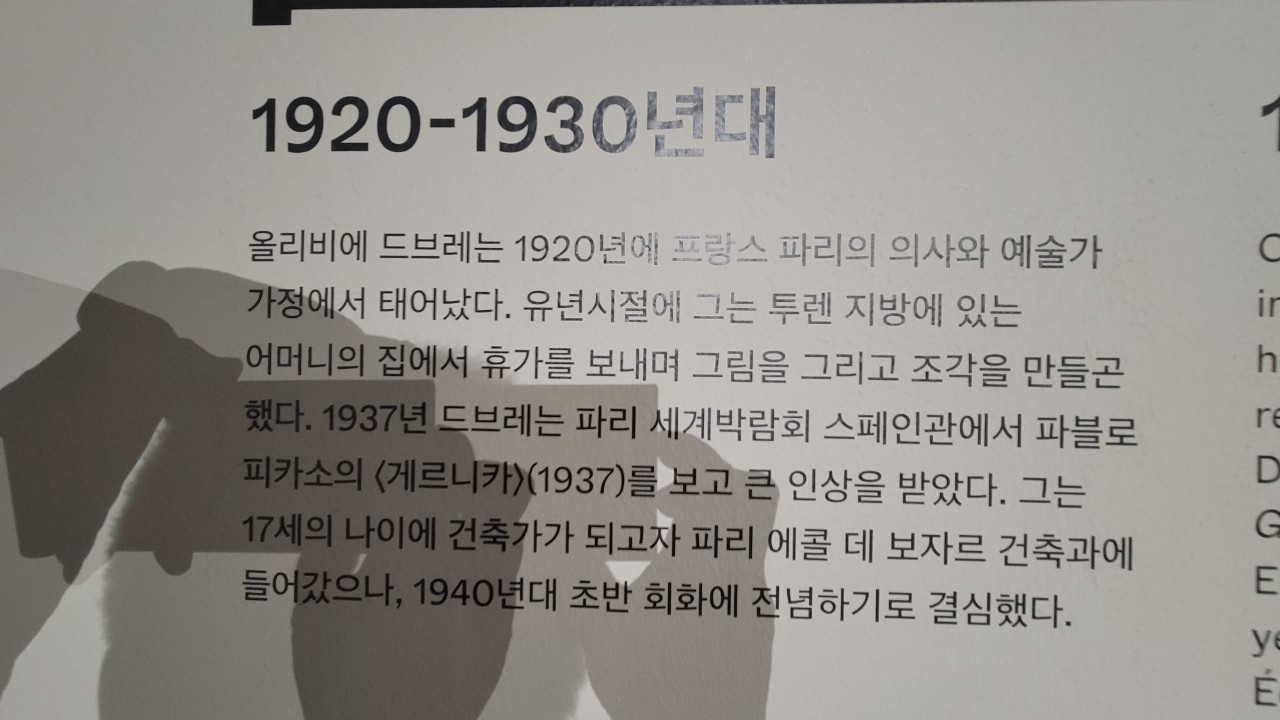 1920-1930년대
올리비에 드브레는 1920년에 프랑스 파리의 의사와 예술가
가정에서 태어났다. 유년시절에 그는 투렌 지방에 있는
어머니의 집에서 휴가를 보내며 그림을 그리고 조각을 만들곤
했다. 1937년 드브레는 파리 세계박람회 스페인관에서 파블로
피카소의 〈게르니카〉(1937)를 보고 큰 인상을 받았다. 그는
17세의 나이에 건축가가 되고자 파리 에콜 데 보자르 건축과에
들어갔으나, 1940년대 초반 회화에 전념하기로 결심했다.